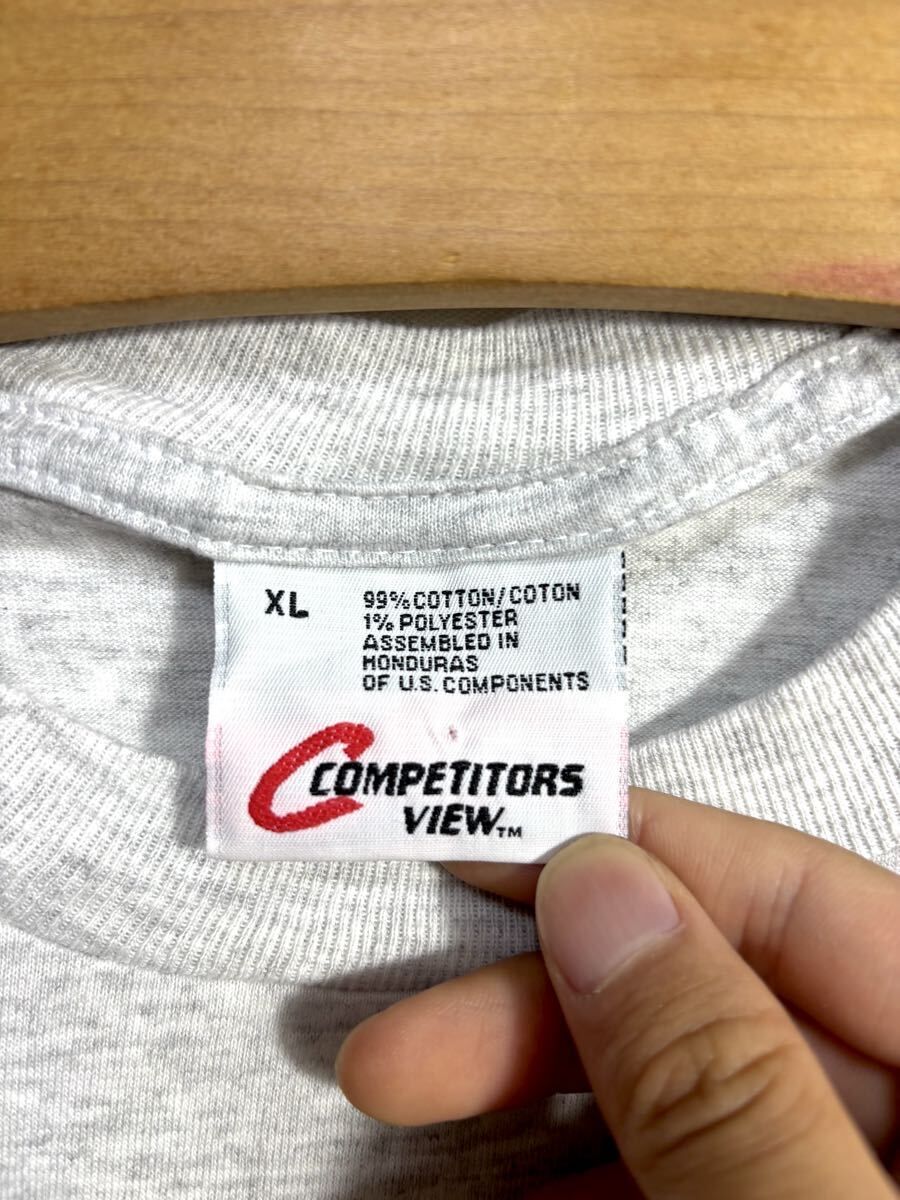 XL
99% COTTON/COTON
1% POLYESTER
ASSEMBLED IN
HONDURAS
OF U.S. COMPONENTS
COMPETITORS
VIEW™